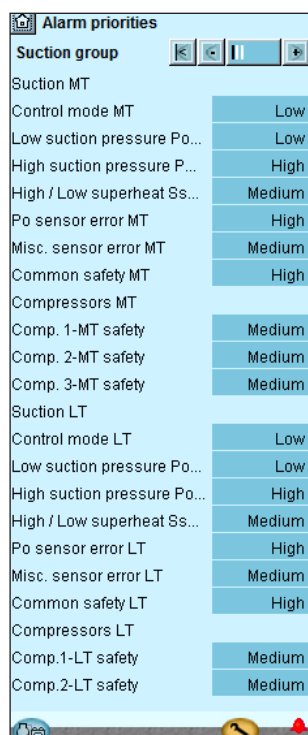 Alarm priorities
Suction group
Suction MT
Control mode MT Low
Low suction pressure Po... Low
High suction pressure P... High
High / Low superheat Ss... Medium
Po sensor error MT High
Misc. sensor error MT Medium
Common safety MT High
Compressors MT
Comp. 1-MT safety Medium
Comp. 2-MT safety Medium
Comp. 3-MT safety Medium
Suction LT
Control mode LT Low
Low suction pressure Po... Low
High suction pressure Po... High
High / Low superheat Ss... Medium
Po sensor error LT High
Misc. sensor error LT Medium
Common safety LT High
Compressors LT
Comp.1-LT safety Medium
Comp.2-LT safety Medium